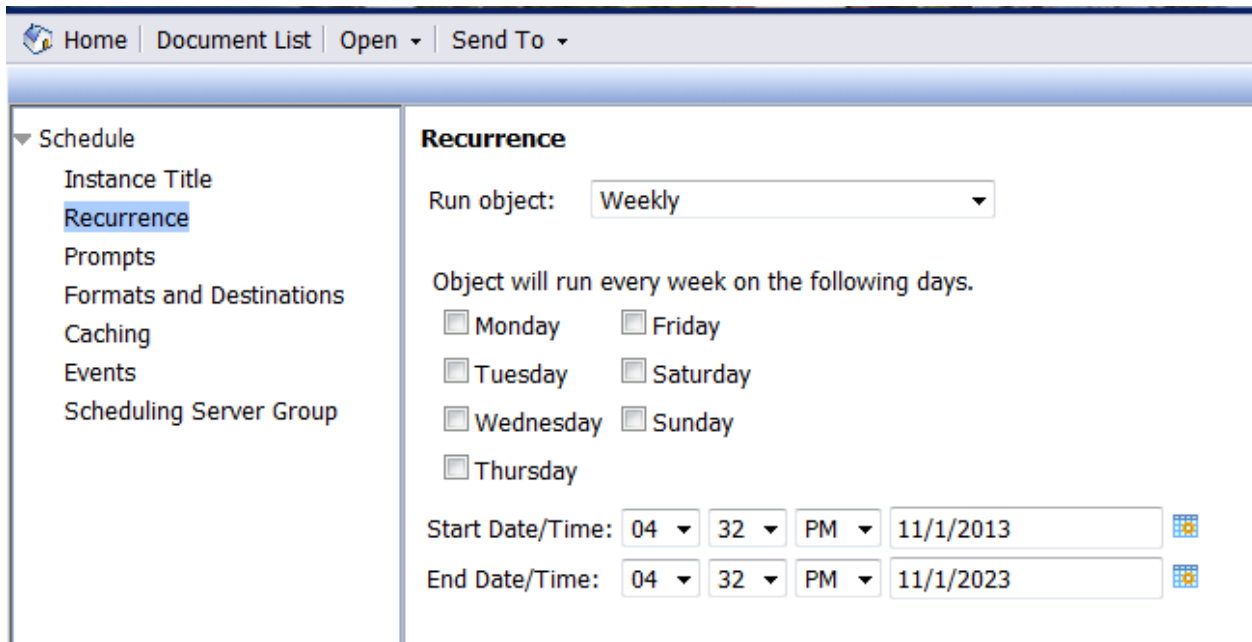 Home | Document List | Open | Send To
Schedule
Instance Title
Recurrence
Prompts
Formats and Destinations
Caching
Events
Scheduling Server Group
Recurrence
Run object: Weekly
Object will run every week on the following days.
Monday Friday
Tuesday Saturday
Wednesday Sunday
Thursday
Start Date/Time: 04 32 PM 11/1/2013
End Date/Time: 04 32 PM 11/1/2023